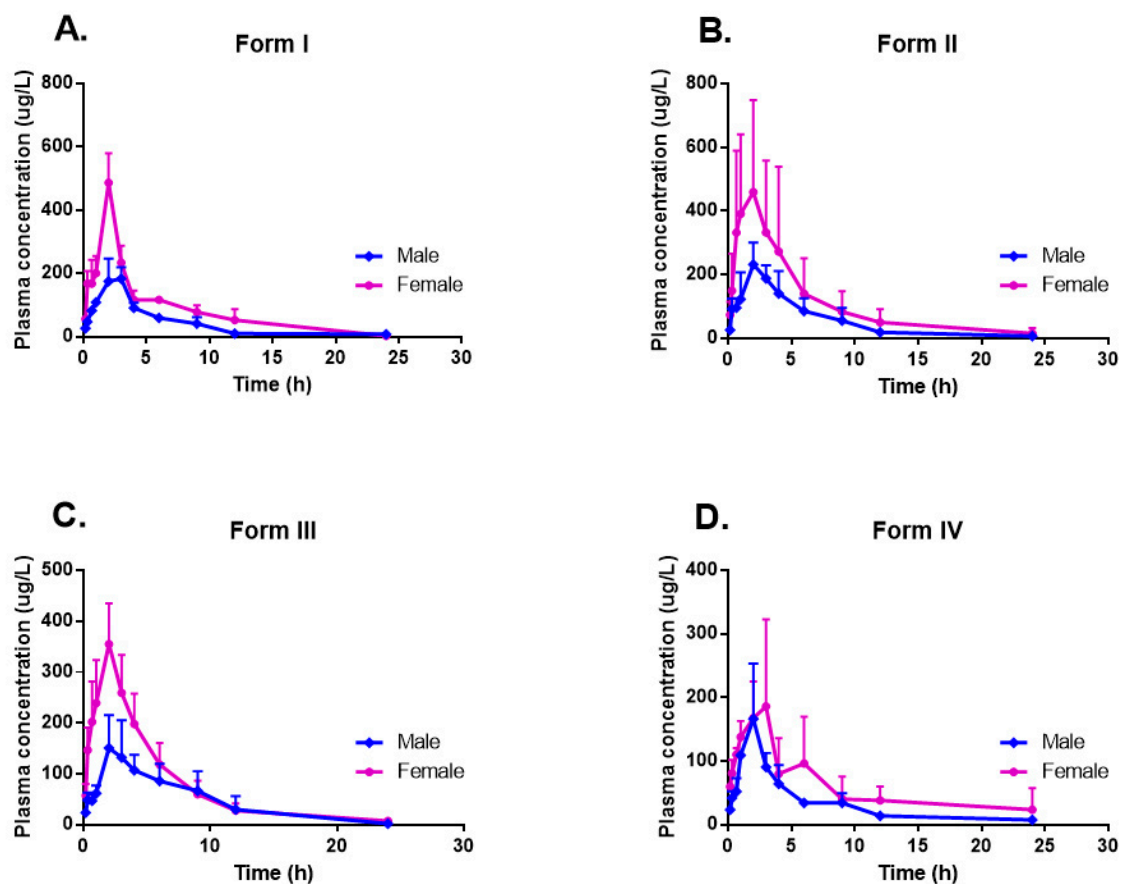 A.
Form I
Plasma concentration (ug/L)
800
600
400
200
0
0 5 10 15 20 25 30
Time (h)
Male
Female
B.
Form II
Plasma concentration (ug/L)
800
600
400
200
0
0 5 10 15 20 25 30
Time (h)
Male
Female
C.
Form III
Plasma concentration (ug/L)
500
400
300
200
100
0
0 10 20 30
Time (h)
Male
Female
D.
Form IV
Plasma concentration (ug/L)
400
300
200
100
0
0 5 10 15 20 25 30
Time (h)
Male
Female